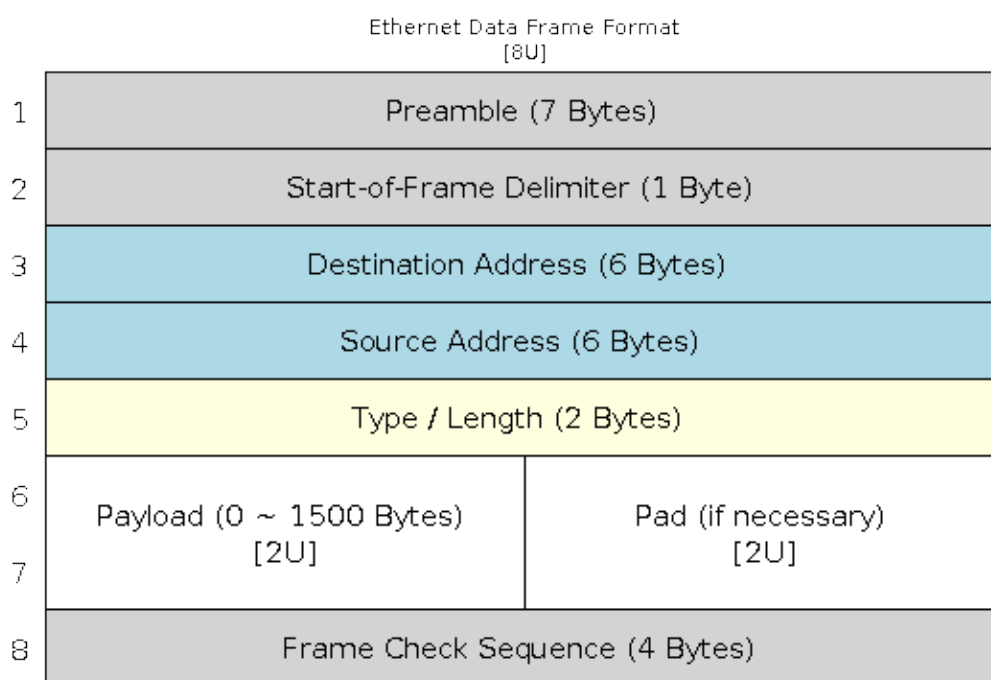 Ethernet Data Frame Format
[8U]
1
Preamble (7 Bytes)
2
Start-of-Frame Delimiter (1 Byte)
3
Destination Address (6 Bytes)
4
Source Address (6 Bytes)
5
Type / Length (2 Bytes)
6
Payload (0 ~ 1500 Bytes)
[2U]
Pad (if necessary)
[2U]
7
8
Frame Check Sequence (4 Bytes)